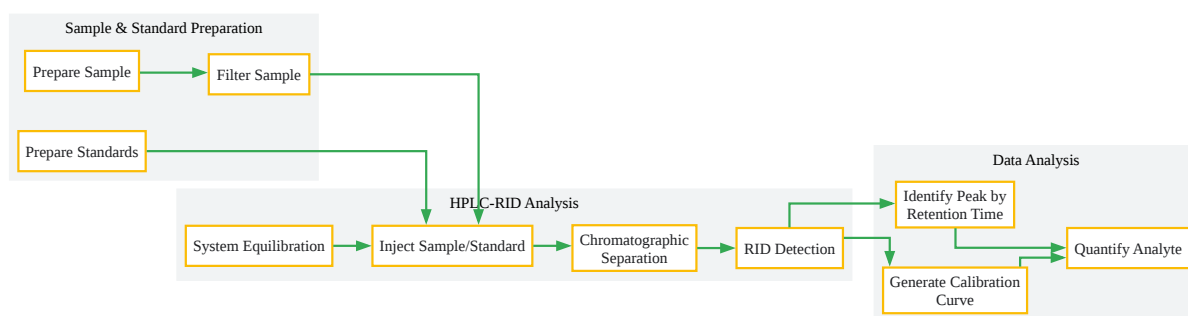 Sample & Standard Preparation
Prepare Sample
Filter Sample
Prepare Standards
HPLC-RID Analysis
System Equilibration
Inject Sample/Standard
Chromatographic
Separation
RID Detection
Data Analysis
Identify Peak by
Retention Time
Generate Calibration
Curve
Quantify Analyte